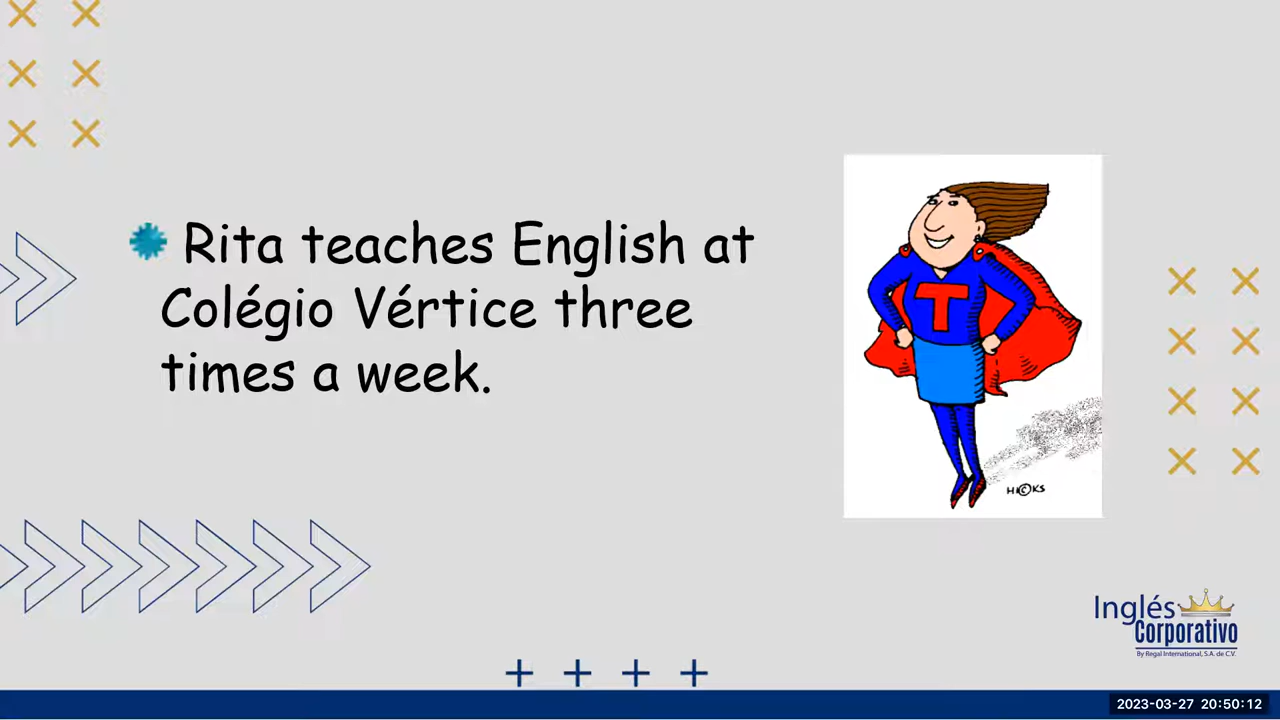 Rita teaches English at
Colégio Vértice three
times a week.
T
HICKS
Inglés
Corporativo
By Regal International, S.A. de C.V.
2023-03-27 20:50:12